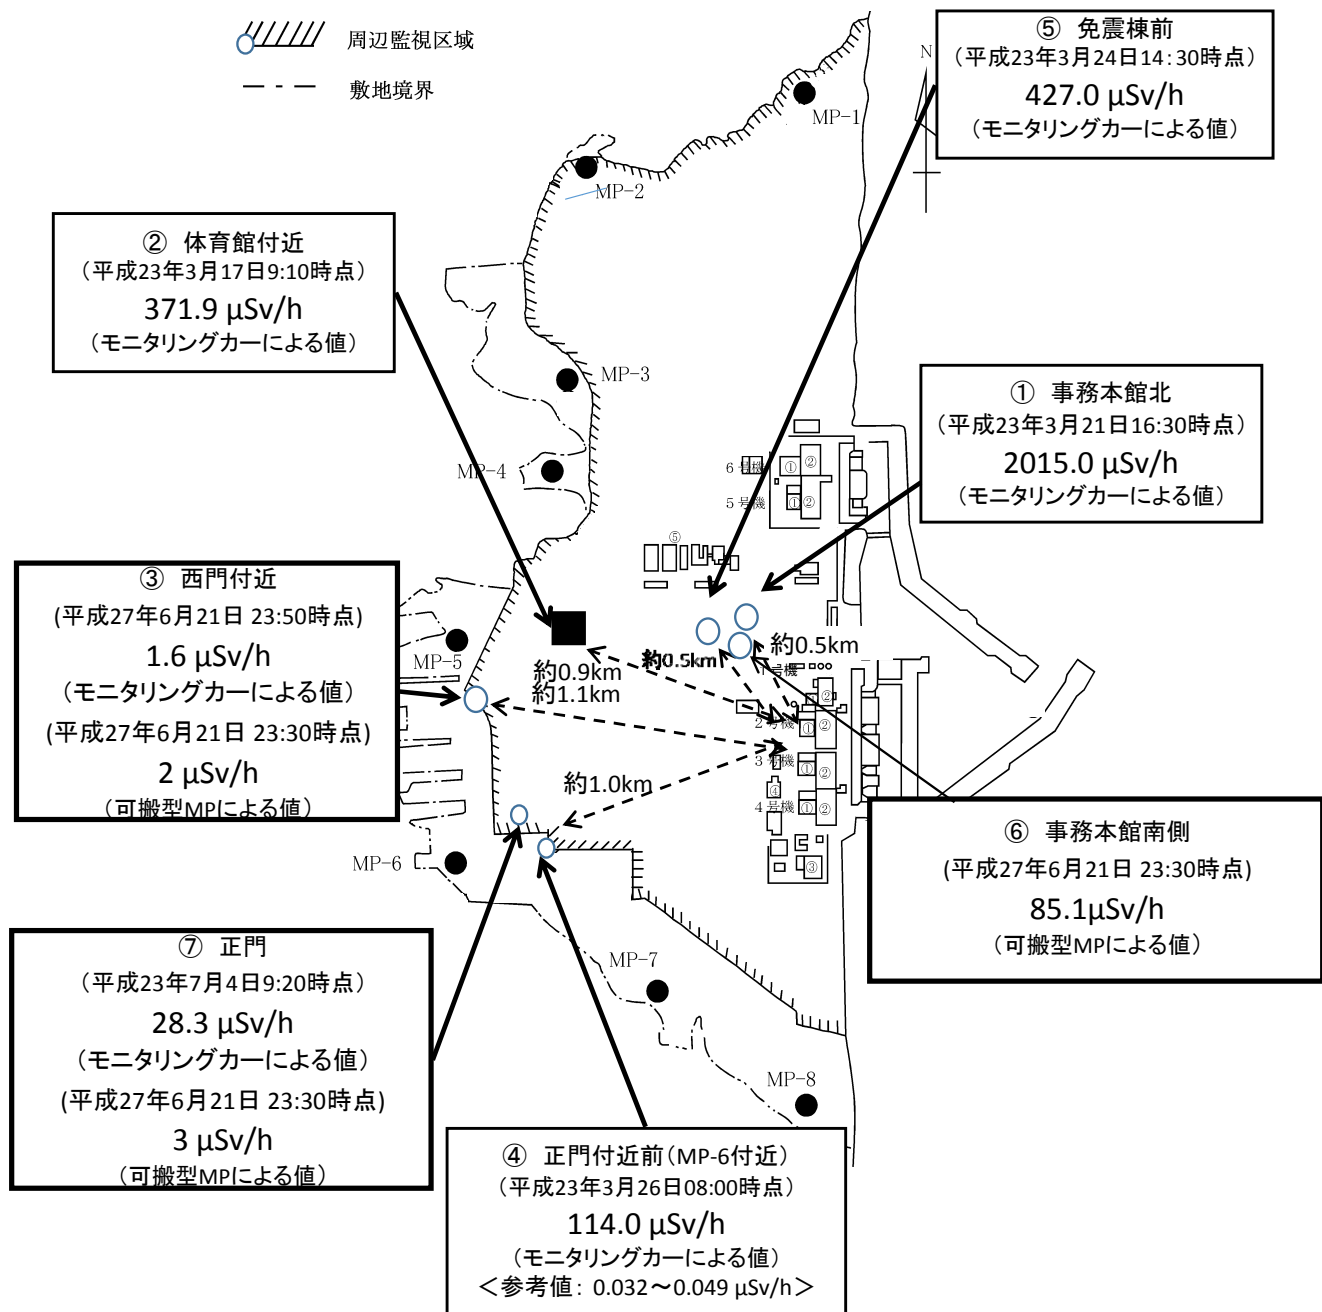 周辺監視区域
敷地境界
⑤ 免震棟前
（平成23年3月24日14:30時点）
427.0 μSv/h
（モニタリングカーによる値）
N
MP-1
MP-2
② 体育館付近
（平成23年3月17日9:10時点）
371.9 μSv/h
（モニタリングカーによる値）
MP-3
① 事務本館北
（平成23年3月21日16:30時点）
2015.0 μSv/h
（モニタリングカーによる値）
MP-4
6号機
① ②
5号機
① ②
⑤
③ 西門付近
(平成27年6月21日 23:50時点)
1.6 μSv/h
（モニタリングカーによる値）
(平成27年6月21日 23:30時点)
2 μSv/h
（可搬型MPによる値）
MP-5
約0.9km
約1.1km
約0.5km
約0.5km
1号機
②
2号機
① ②
3号機
① ②
④
4号機
① ②
③
約1.0km
MP-6
⑥ 事務本館南側
(平成27年6月21日 23:30時点)
85.1μSv/h
（可搬型MPによる値）
⑦ 正門
（平成23年7月4日9:20時点）
28.3 μSv/h
（モニタリングカーによる値）
(平成27年6月21日 23:30時点)
3 μSv/h
（可搬型MPによる値）
MP-7
MP-8
④ 正門付近前（MP-6付近）
（平成23年3月26日08:00時点）
114.0 μSv/h
（モニタリングカーによる値）
＜参考値： 0.032～0.049 μSv/h＞